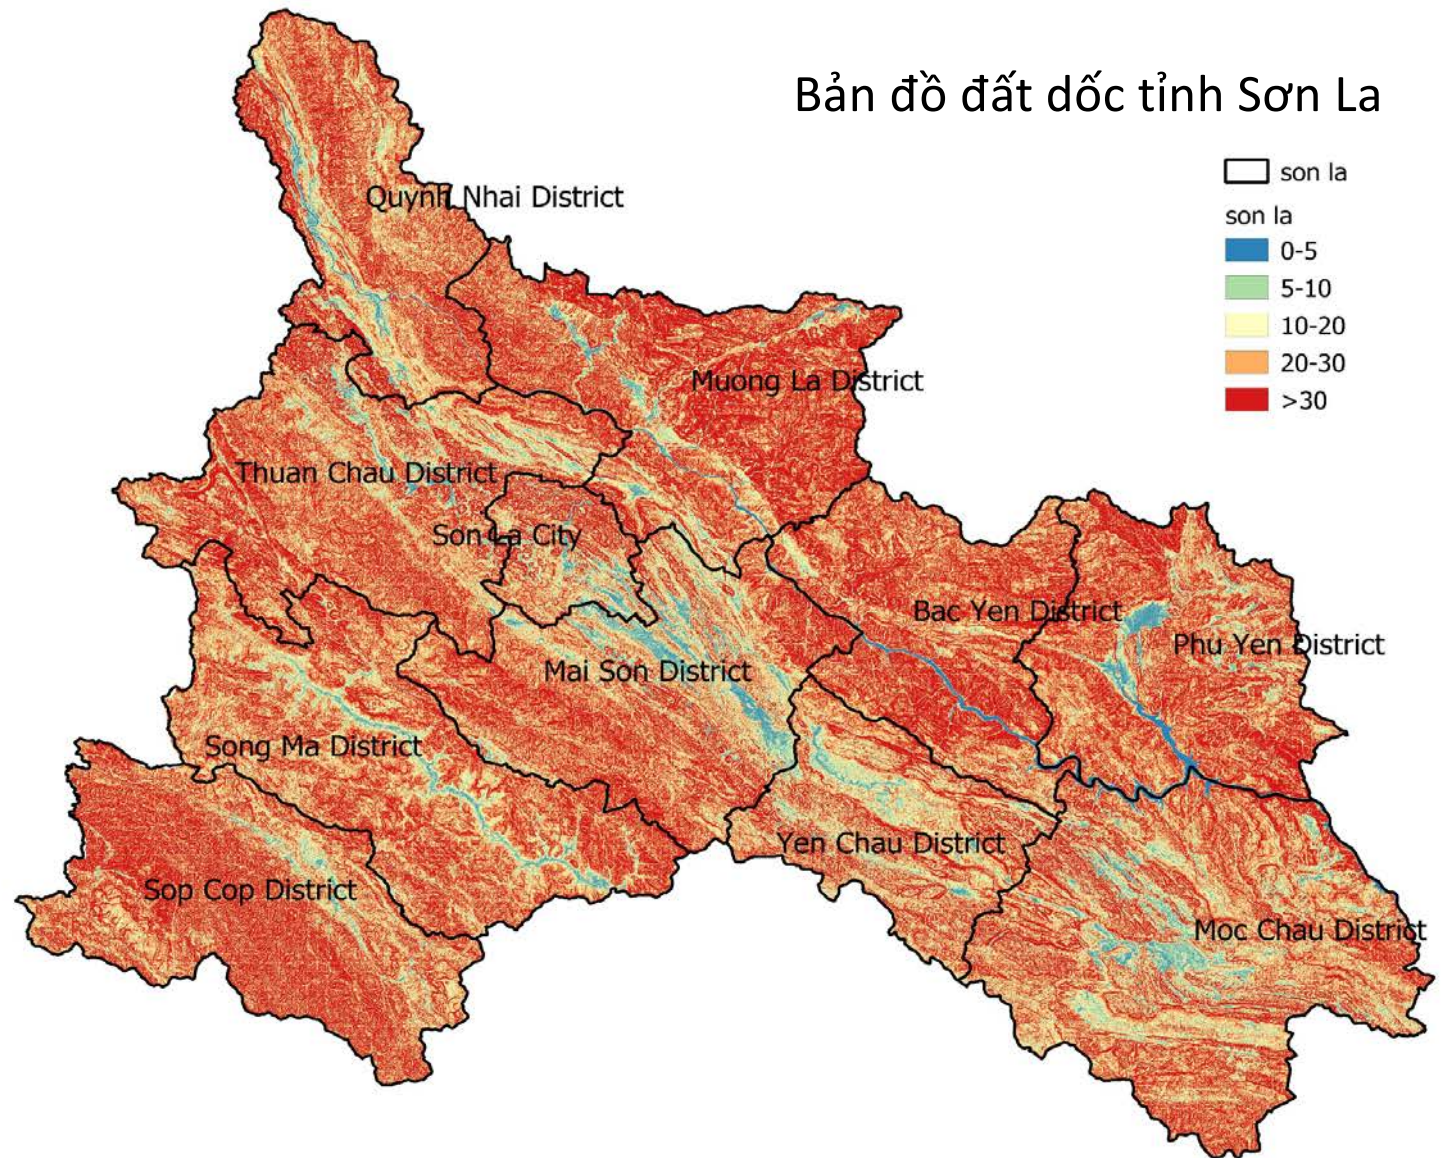 Bản đồ đất dốc tỉnh Sơn La
son la
son la
0-5
5-10
10-20
20-30
>30
Quynh Nhai District
Muong La District
Thuan Chau District
Son La City
Bac Yen District
Phu Yen District
Mai Son District
Song Ma District
Yen Chau District
Sop Cop District
Moc Chau District